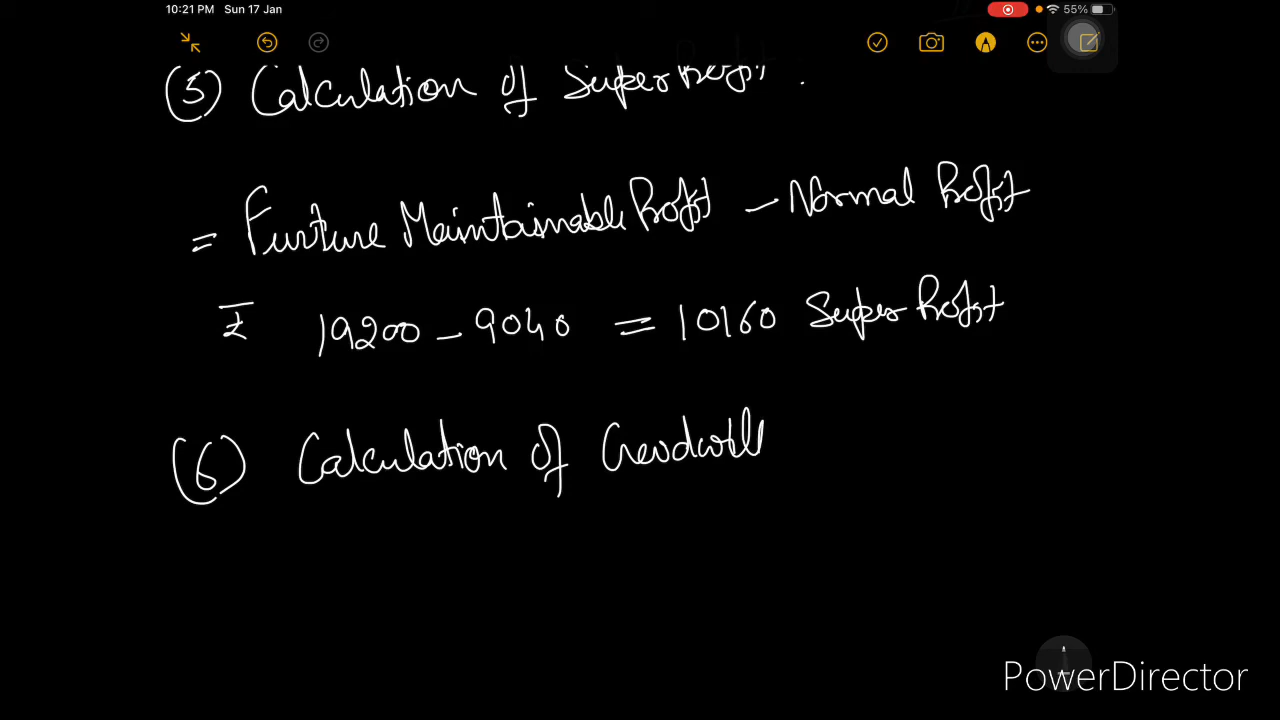 10:21 PM Sun 17 Jan 55%
(5) Calculation of Super Profit .
= Furture Maintainable Profit - Normal Profit
₹ 19200 - 9040 = 10160 Super Profit
(6) Calculation of Goodwill
PowerDirector